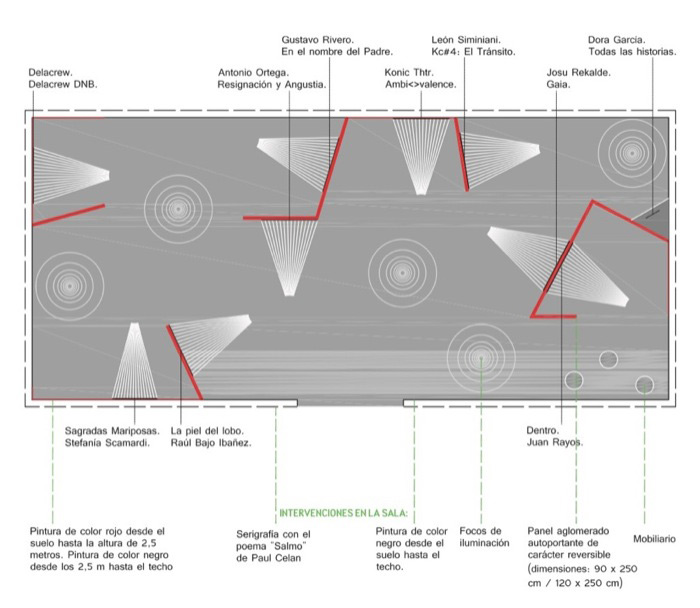 Gustavo Rivero.
En el nombre del Padre.
León Siminiani.
Kc#4: El Tránsito.
Dora García.
Todas las historias.
Delacrew.
Delacrew DNB.
Antonio Ortega.
Resignación y Angustia.
Konic Thtr.
Ambi<>valence.
Josu Rekalde.
Gaia.
Sagradas Mariposas.
Stefania Scamardi.
La piel del lobo.
Raúl Bajo Ibañez.
Dentro.
Juan Rayos.
INTERVENCIONES EN LA SALA:
Pintura de color rojo desde el
suelo hasta la altura de 2,5
metros. Pintura de color negro
desde los 2,5 m hasta el techo
Serigrafía con el
poema "Salmo"
de Paul Celan
Pintura de color
negro desde el
suelo hasta el
techo.
Focos de
iluminación
Panel aglomerado
autoportante de
carácter reversible
(dimensiones: 90 x 250
cm / 120 x 250 cm)
Mobiliario